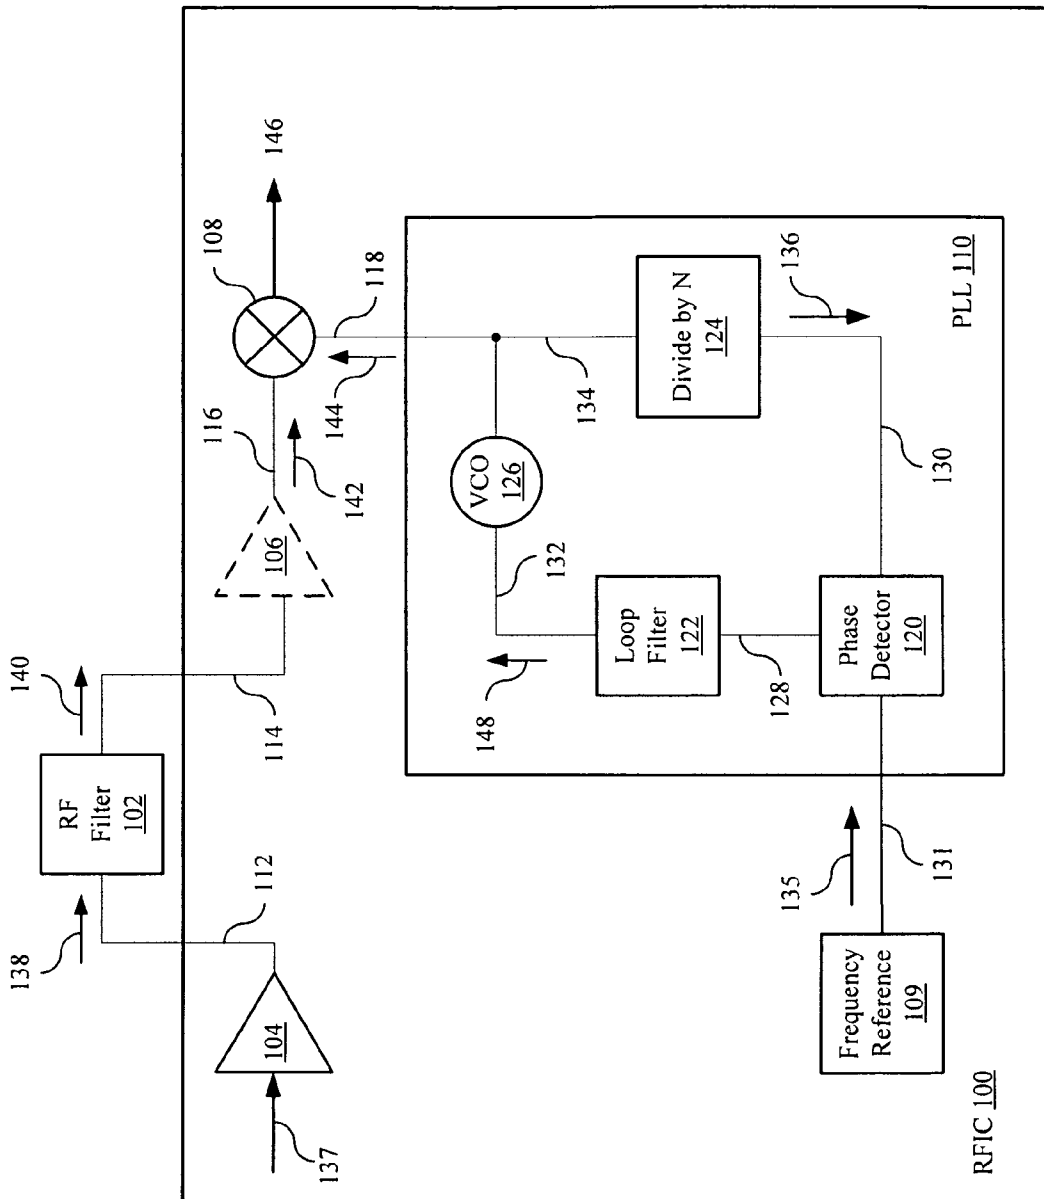 138
140
RF
Filter
102
112
114
116
108
104
106
146
137
142
144
118
VCO
126
148
132
134
Loop
Filter
122
Divide by N
124
128
136
135
Frequency
Reference
109
Phase
Detector
120
131
130
PLL 110
RFIC 100